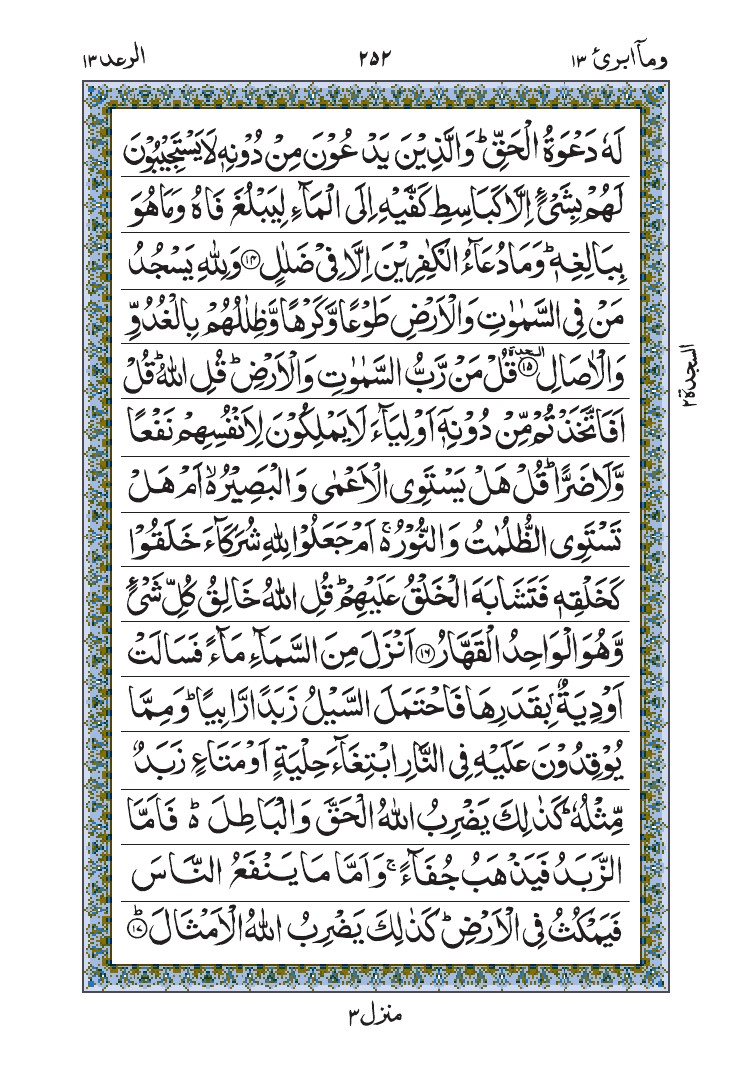 وماۤابرئ ١٣ ٢٥٢ الرعد ١٣
لَهٗ دَعْوَةُ الْحَقِّ ؕ وَالَّذِيْنَ يَدْعُوْنَ مِنْ دُوْنِهٖ لَا يَسْتَجِيْبُوْنَ
لَهُمْ بِشَىْءٍ اِلَّا كَبَاسِطِ كَفَّيْهِ اِلَى الْمَآءِ لِيَبْلُغَ فَاهُ وَمَا هُوَ
بِبَالِغِهٖ ؕ وَمَا دُعَآءُ الْكٰفِرِيْنَ اِلَّا فِىْ ضَلٰلٍ ﴿١٤﴾ وَلِلّٰهِ يَسْجُدُ
مَنْ فِى السَّمٰوٰتِ وَالْاَرْضِ طَوْعًا وَّكَرْهًا وَّظِلٰلُهُمْ بِالْغُدُوِّ
وَالْاٰصَالِ ﴿١٥﴾ السجدة قُلْ مَنْ رَّبُّ السَّمٰوٰتِ وَالْاَرْضِ ؕ قُلِ اللّٰهُ ؕ قُلْ
اَفَاتَّخَذْتُمْ مِّنْ دُوْنِهٖۤ اَوْلِيَآءَ لَا يَمْلِكُوْنَ لِاَنْفُسِهِمْ نَفْعًا
وَّلَا ضَرًّا ؕ قُلْ هَلْ يَسْتَوِى الْاَعْمٰى وَالْبَصِيْرُ ۙ اَمْ هَلْ
تَسْتَوِى الظُّلُمٰتُ وَالنُّوْرُ ۚ اَمْ جَعَلُوْا لِلّٰهِ شُرَكَآءَ خَلَقُوْا
كَخَلْقِهٖ فَتَشَابَهَ الْخَلْقُ عَلَيْهِمْ ؕ قُلِ اللّٰهُ خَالِقُ كُلِّ شَىْءٍ
وَّهُوَ الْوَاحِدُ الْقَهَّارُ ﴿١٦﴾ اَنْزَلَ مِنَ السَّمَآءِ مَآءً فَسَالَتْ
اَوْدِيَةٌۢ بِقَدَرِهَا فَاحْتَمَلَ السَّيْلُ زَبَدًا رَّابِيًا ؕ وَمِمَّا
يُوْقِدُوْنَ عَلَيْهِ فِى النَّارِ ابْتِغَآءَ حِلْيَةٍ اَوْ مَتَاعٍ زَبَدٌ
مِّثْلُهٗ ؕ كَذٰلِكَ يَضْرِبُ اللّٰهُ الْحَقَّ وَالْبَاطِلَ ؕ فَاَمَّا
الزَّبَدُ فَيَذْهَبُ جُفَآءً ۚ وَاَمَّا مَا يَنْفَعُ النَّاسَ
فَيَمْكُثُ فِى الْاَرْضِ ؕ كَذٰلِكَ يَضْرِبُ اللّٰهُ الْاَمْثَالَ ؕ ﴿١٧﴾
السجدة ٢
منزل ٣